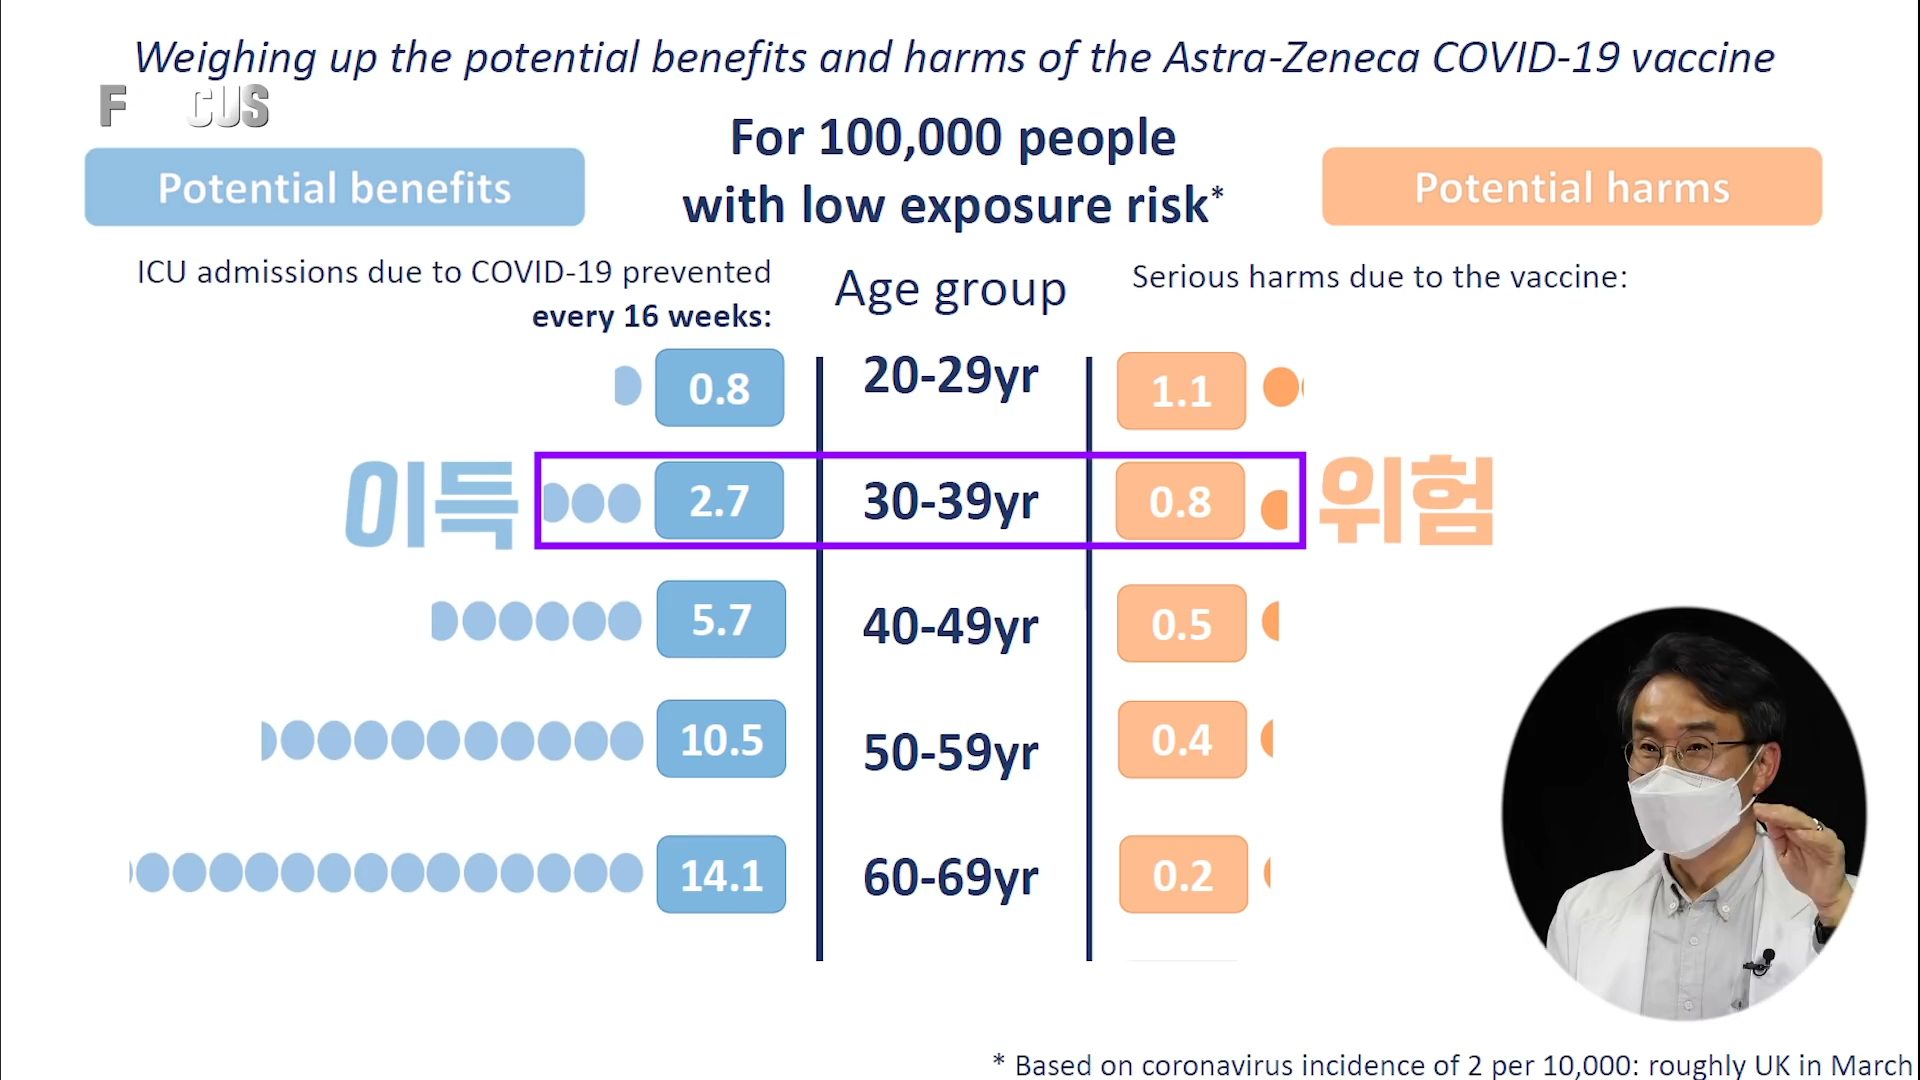 Weighing up the potential benefits and harms of the Astra-Zeneca COVID-19 vaccine
F CUS
For 100,000 people
with low exposure risk*
Potential benefits
Potential harms
ICU admissions due to COVID-19 prevented
every 16 weeks:
Age group
Serious harms due to the vaccine:
0.8
20-29yr
1.1
이득
2.7
30-39yr
0.8
위험
5.7
40-49yr
0.5
10.5
50-59yr
0.4
14.1
60-69yr
0.2
* Based on coronavirus incidence of 2 per 10,000: roughly UK in March